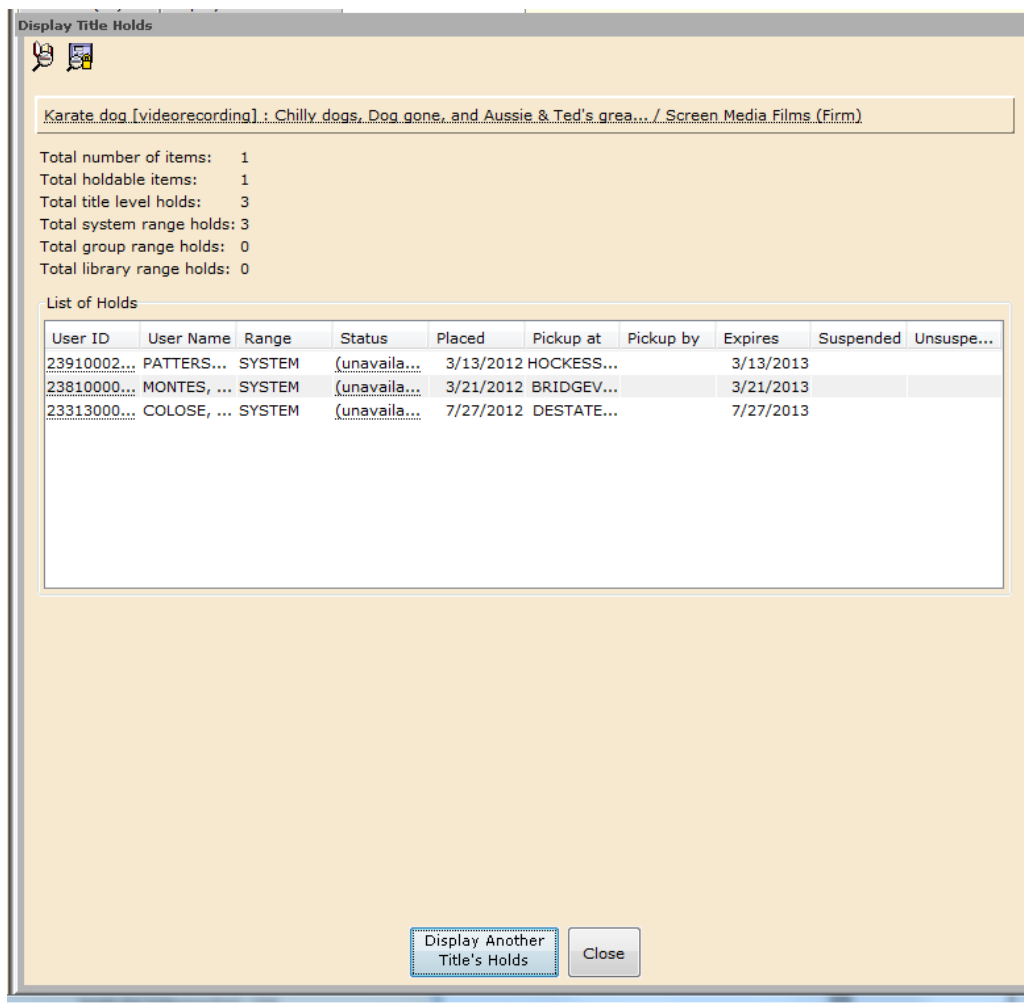 Display Title Holds
Karate dog [videorecording] : Chilly dogs, Dog gone, and Aussie & Ted's grea... / Screen Media Films (Firm)
Total number of items: 1
Total holdable items: 1
Total title level holds: 3
Total system range holds: 3
Total group range holds: 0
Total library range holds: 0
List of Holds
User ID User Name Range Status Placed Pickup at Pickup by Expires Suspended Unsuspe...
23910002... PATTERS... SYSTEM (unavaila... 3/13/2012 HOCKESS... 3/13/2013
23810000... MONTES, ... SYSTEM (unavaila... 3/21/2012 BRIDGEV... 3/21/2013
23313000... COLOSE, ... SYSTEM (unavaila... 7/27/2012 DESTATE... 7/27/2013
Display Another
Title's Holds
Close